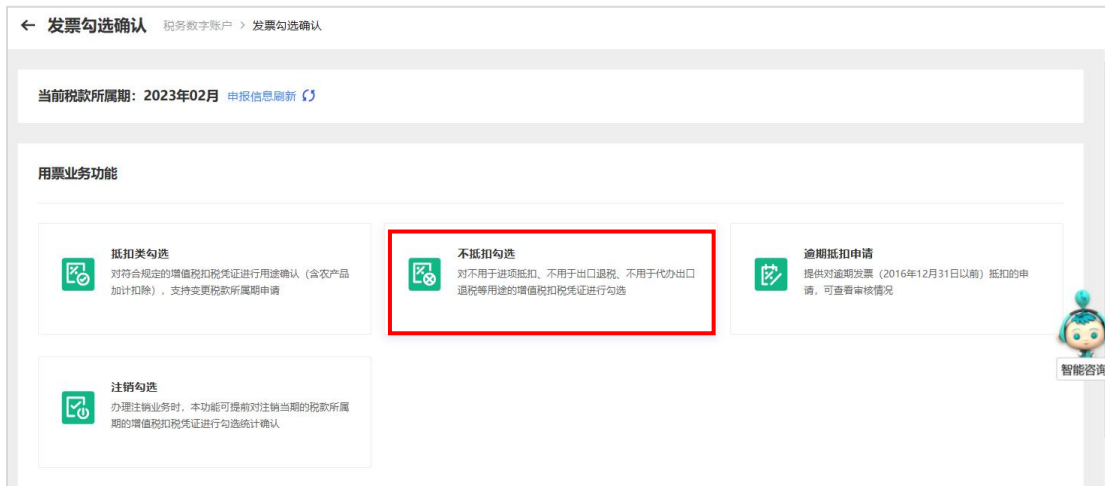 ← 发票勾选确认 税务数字账户 > 发票勾选确认
当前税款所属期：2023年02月 申报信息刷新
用票业务功能
抵扣类勾选
对符合规定的增值税扣税凭证进行用途确认（含农产品
加计扣除），支持变更税款所属期申请
不抵扣勾选
对不用于进项抵扣、不用于出口退税、不用于代办出口
退税等用途的增值税扣税凭证进行勾选
逾期抵扣申请
提供对逾期发票（2016年12月31日以前）抵扣的申
请，可查看审核情况
智能咨询
注销勾选
办理注销业务时，本功能可提前对注销当期的税款所属
期的增值税扣税凭证进行勾选统计确认